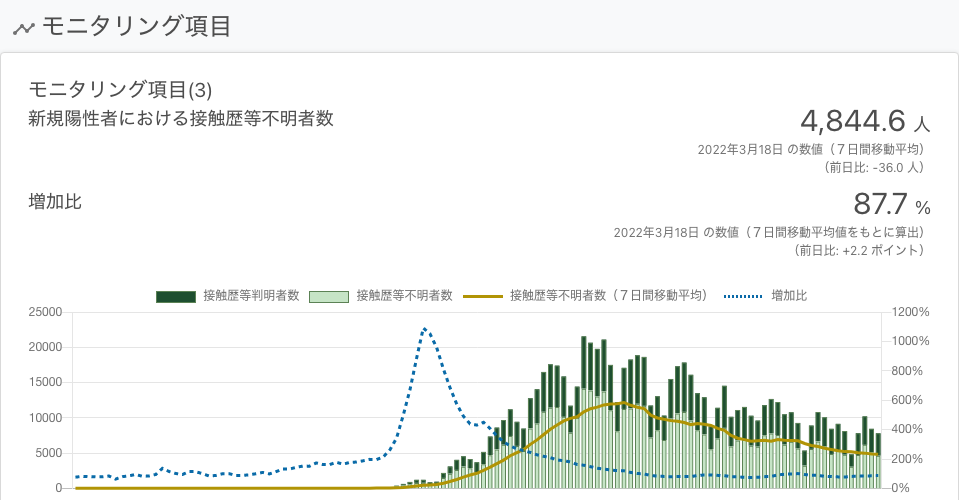 モニタリング項目
モニタリング項目(3)
新規陽性者における接触歴等不明者数
4,844.6 人
2022年3月18日 の数値（７日間移動平均）
（前日比: -36.0 人）
増加比
87.7 %
2022年3月18日 の数値（７日間移動平均値をもとに算出）
（前日比: +2.2 ポイント）
接触歴等判明者数 接触歴等不明者数 接触歴等不明者数（７日間移動平均） 増加比
25000 1200%
20000 1000%
15000 800%
10000 600%
5000 400%
0 200%
0%